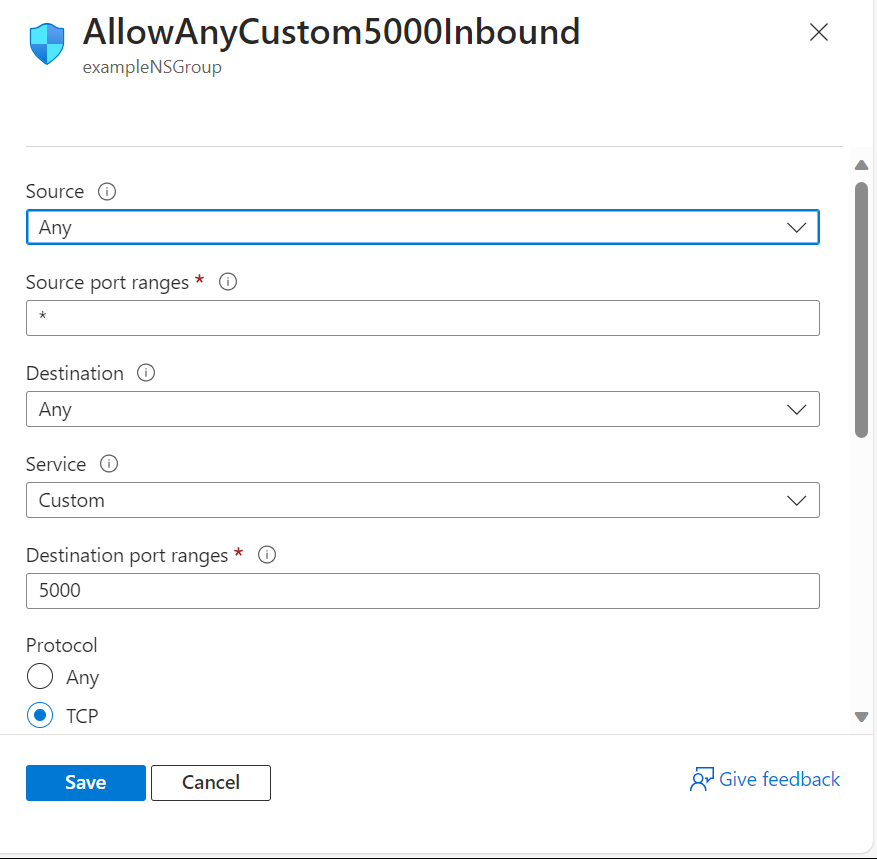 AllowAnyCustom5000Inbound
exampleNSGroup
Source
Any
Source port ranges *
*
Destination
Any
Service
Custom
Destination port ranges *
5000
Protocol
Any
TCP
Save Cancel Give feedback